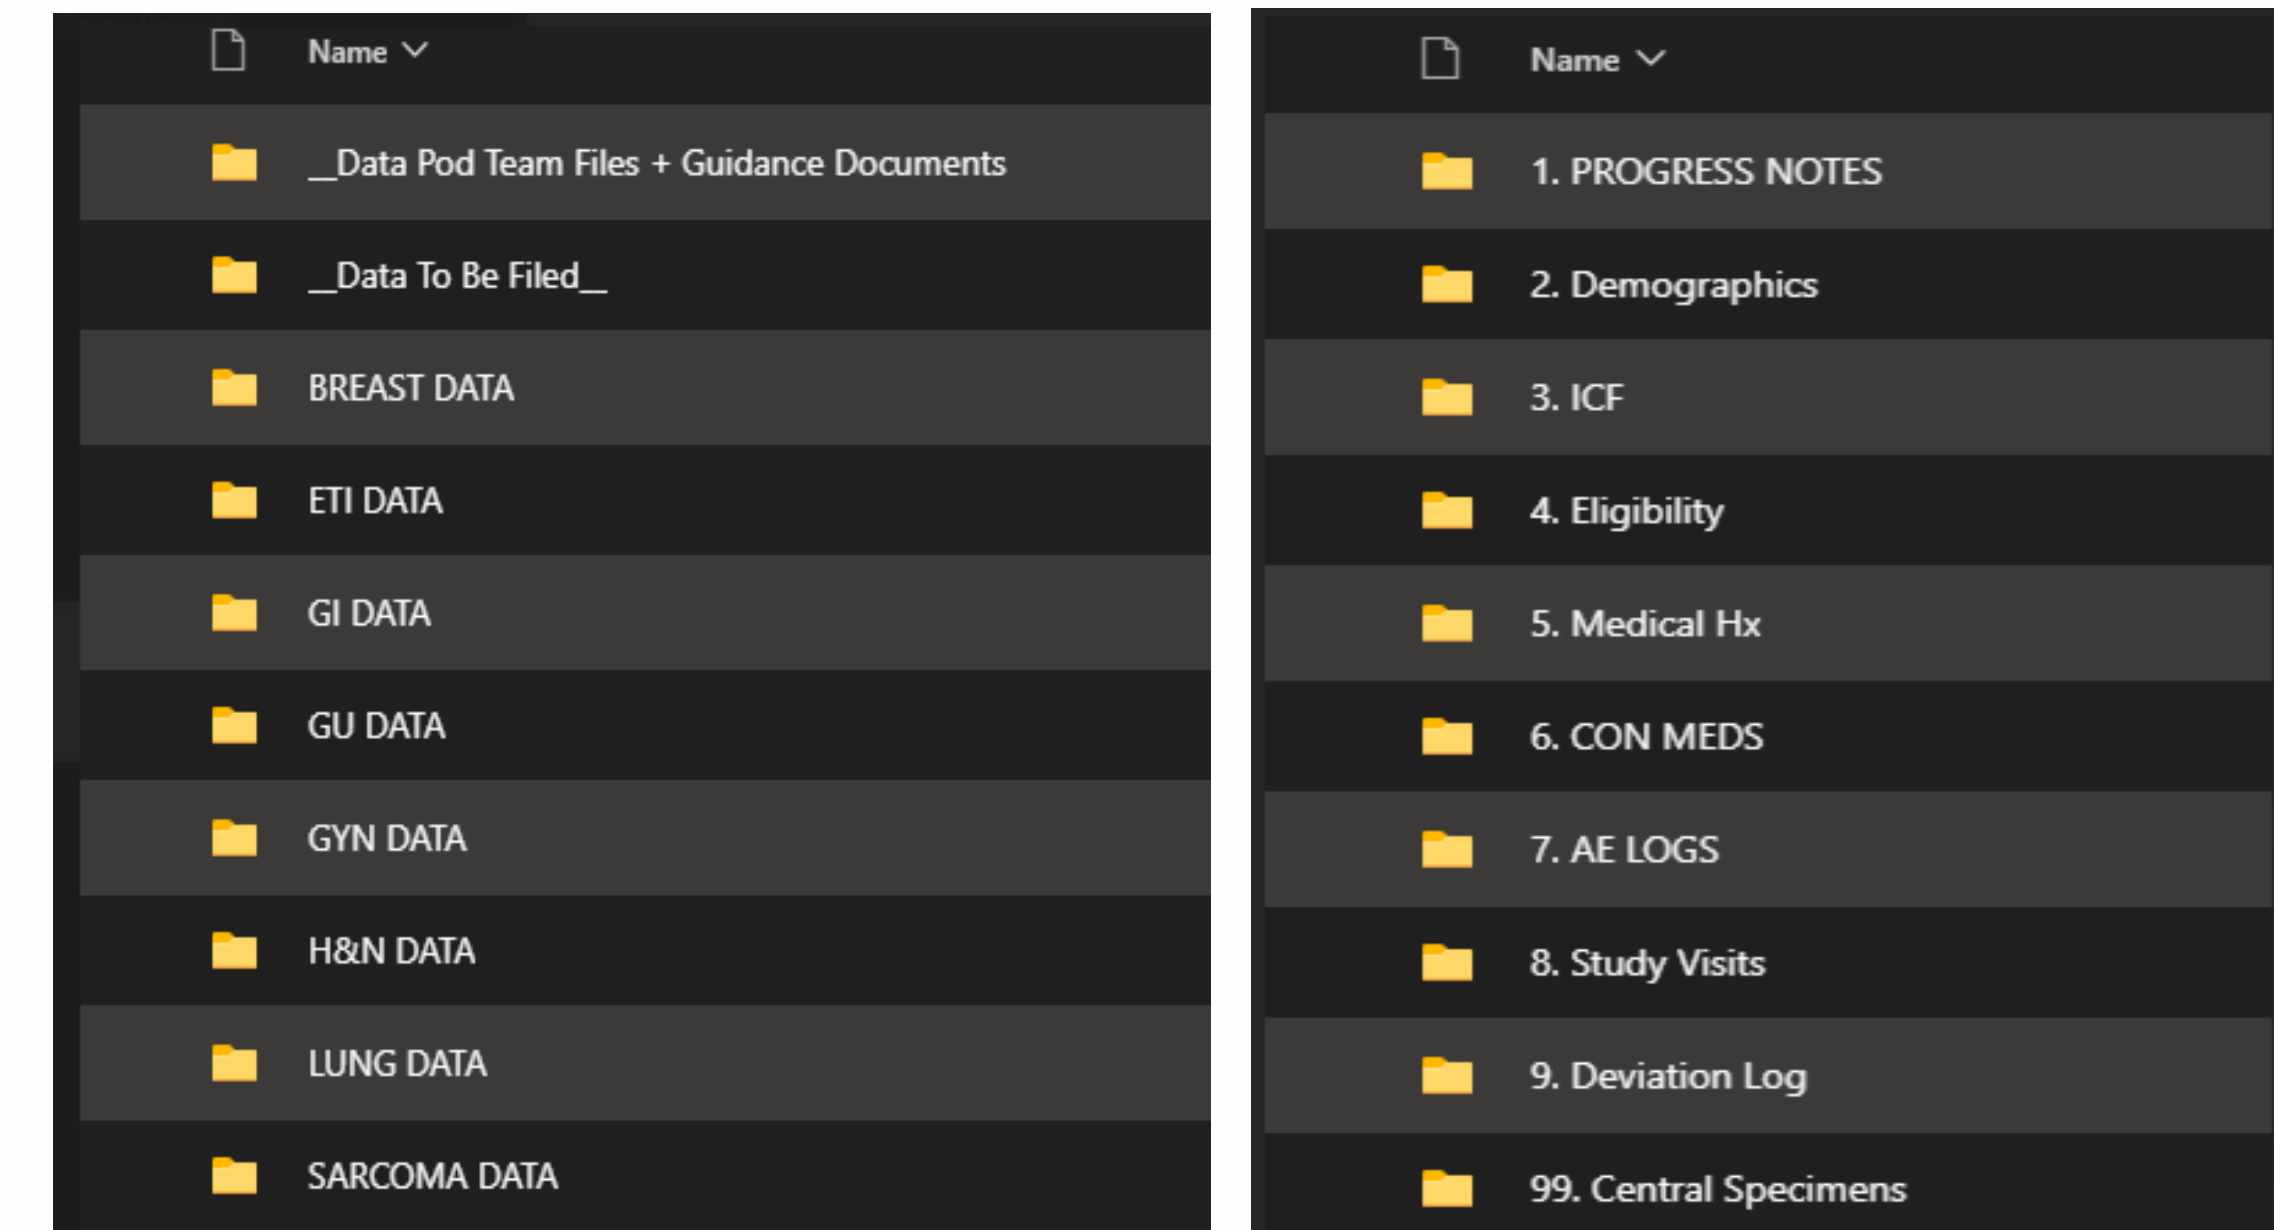 Name
__Data Pod Team Files + Guidance Documents
__Data To Be Filed__
BREAST DATA
ETI DATA
GI DATA
GU DATA
GYN DATA
H&N DATA
LUNG DATA
SARCOMA DATA
Name
1. PROGRESS NOTES
2. Demographics
3. ICF
4. Eligibility
5. Medical Hx
6. CON MEDS
7. AE LOGS
8. Study Visits
9. Deviation Log
99. Central Specimens